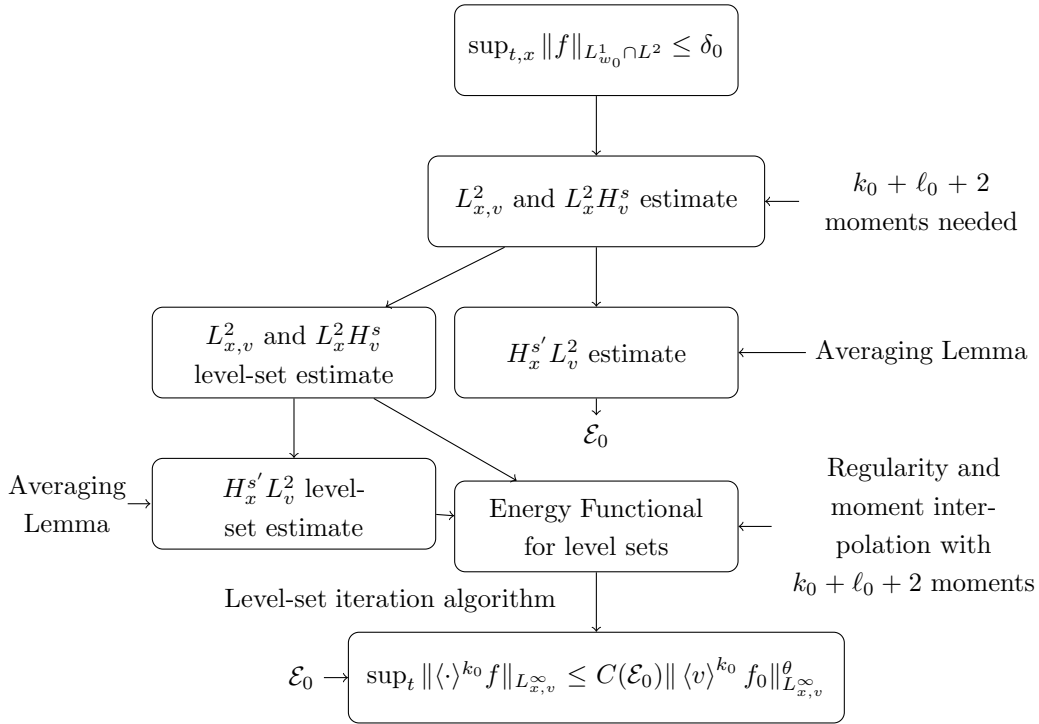 sup_{t,x} ‖f‖_{L^1_{w_0}∩L^2} ≤ δ_0
L^2_{x,v} and L^2_x H^s_v estimate
k_0 + ℓ_0 + 2
moments needed
L^2_{x,v} and L^2_x H^s_v
level-set estimate
H^{s'}_x L^2_v estimate
Averaging Lemma
ℰ_0
Averaging
Lemma
H^{s'}_x L^2_v level-
set estimate
Energy Functional
for level sets
Regularity and
moment inter-
polation with
k_0 + ℓ_0 + 2 moments
Level-set iteration algorithm
ℰ_0
sup_t ‖⟨·⟩^{k_0} f‖_{L^∞_{x,v}} ≤ C(ℰ_0)‖ ⟨v⟩^{k_0} f_0‖^θ_{L^∞_{x,v}}